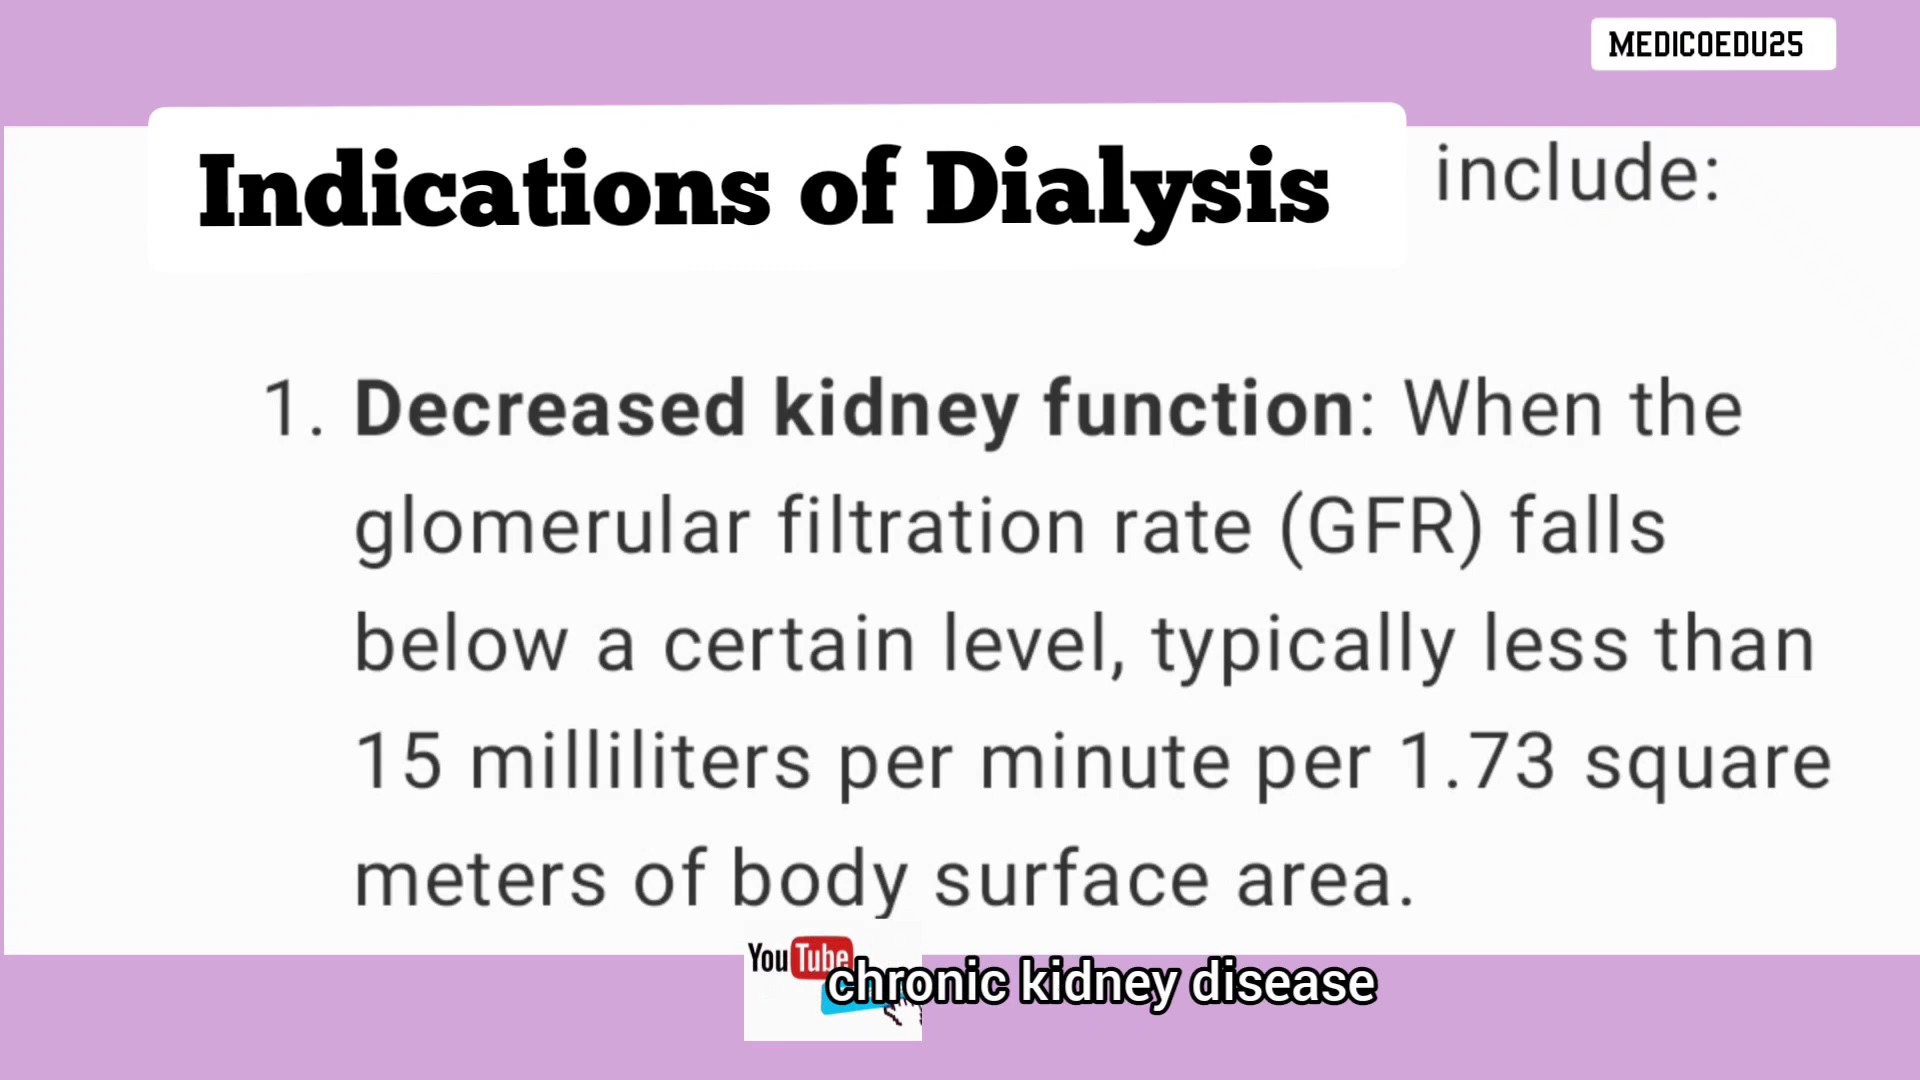 MEDICOEDU25
Indications of Dialysis include:
1. Decreased kidney function: When the
glomerular filtration rate (GFR) falls
below a certain level, typically less than
15 milliliters per minute per 1.73 square
meters of body surface area.
YouTube
chronic kidney disease